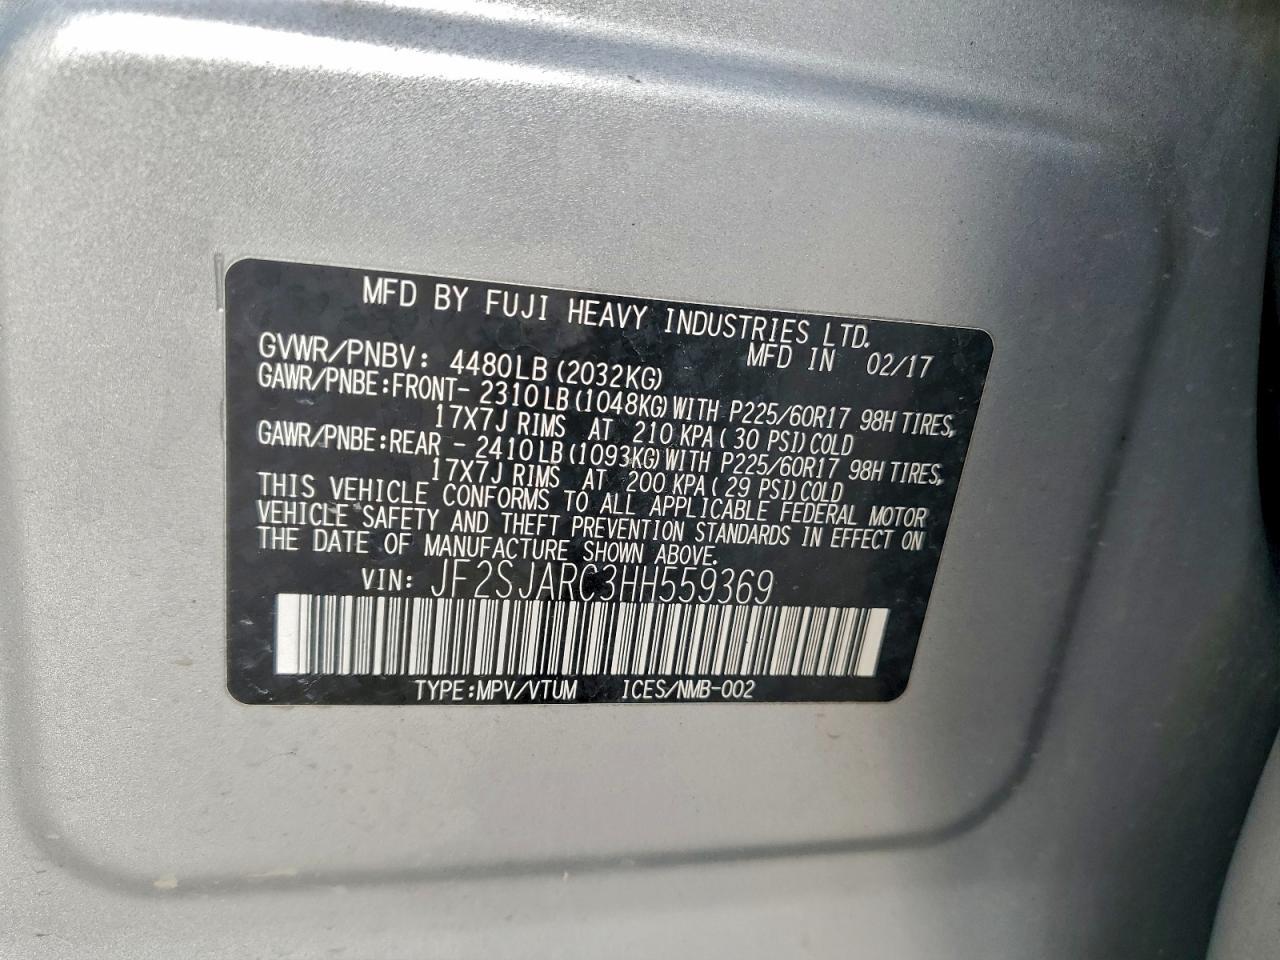 MFD BY FUJI HEAVY INDUSTRIES LTD.
MFD IN 02/17
GVWR/PNBV: 4480LB (2032KG)
GAWR/PNBE:FRONT- 2310LB(1048KG)WITH P225/60R17 98H TIRES,
17X7J RIMS AT 210 KPA( 30 PSI)COLD
GAWR/PNBE:REAR - 2410LB(1093KG)WITH P225/60R17 98H TIRES,
17X7J RIMS AT 200 KPA( 29 PSI)COLD
THIS VEHICLE CONFORMS TO ALL APPLICABLE FEDERAL MOTOR
VEHICLE SAFETY AND THEFT PREVENTION STANDARDS IN EFFECT ON
THE DATE OF MANUFACTURE SHOWN ABOVE.
VIN: JF2SJARC3HH559369
TYPE:MPV/VTUM ICES/NMB-002